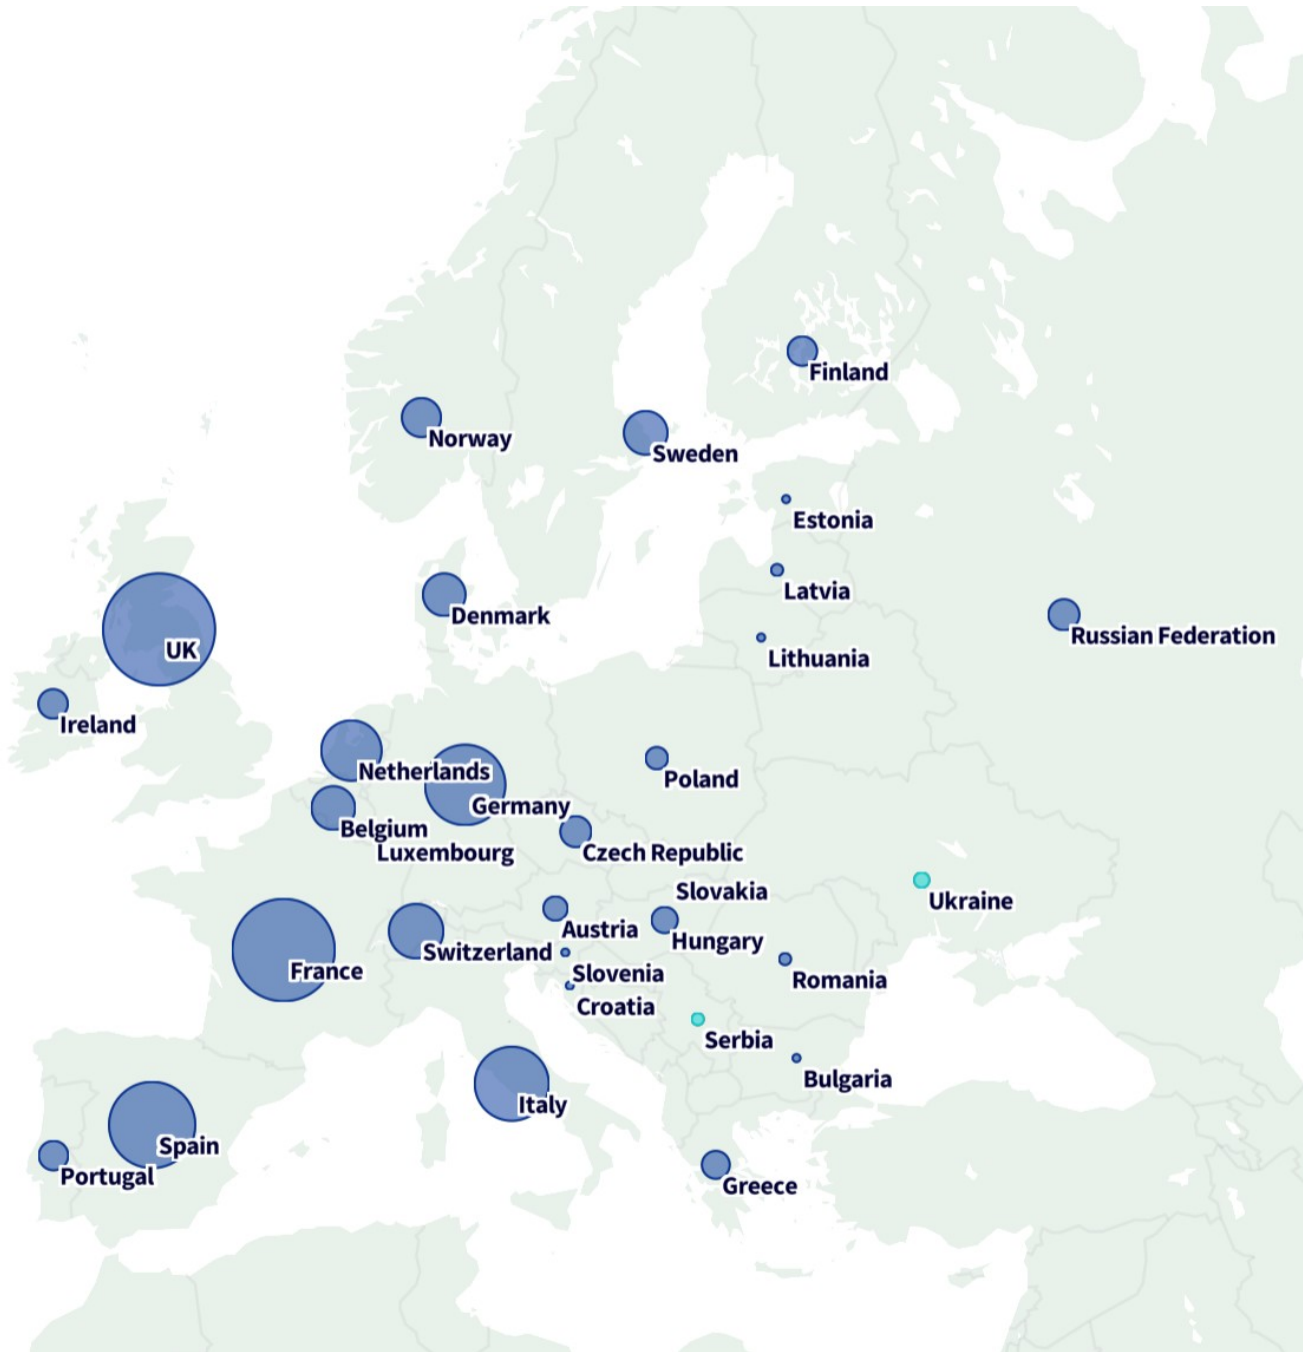 Finland
Norway
Sweden
Estonia
Latvia
Denmark
Russian Federation
UK
Lithuania
Ireland
Netherlands
Poland
Germany
Belgium
Luxembourg
Czech Republic
Slovakia
Ukraine
Austria
Hungary
Switzerland
France
Slovenia
Romania
Croatia
Serbia
Bulgaria
Italy
Spain
Portugal
Greece